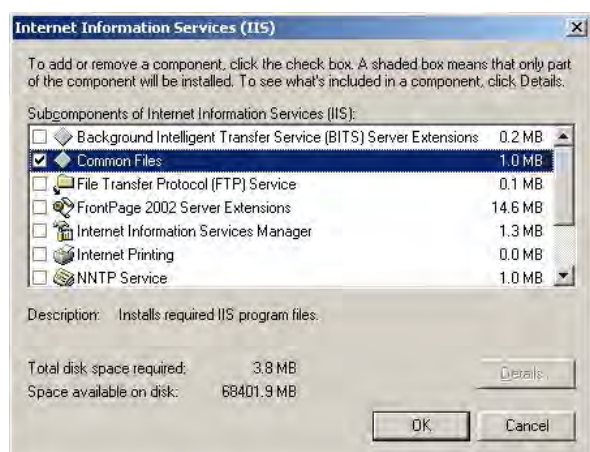 Internet Information Services (IIS)
To add or remove a component, click the check box. A shaded box means that only part
of the component will be installed. To see what's included in a component, click Details.
Subcomponents of Internet Information Services (IIS):
Background Intelligent Transfer Service (BITS) Server Extensions 0.2 MB
Common Files 1.0 MB
File Transfer Protocol (FTP) Service 0.1 MB
FrontPage 2002 Server Extensions 14.6 MB
Internet Information Services Manager 1.3 MB
Internet Printing 0.0 MB
NNTP Service 1.0 MB
Description: Installs required IIS program files.
Total disk space required: 3.8 MB
Space available on disk: 68401.9 MB
Details...
OK Cancel